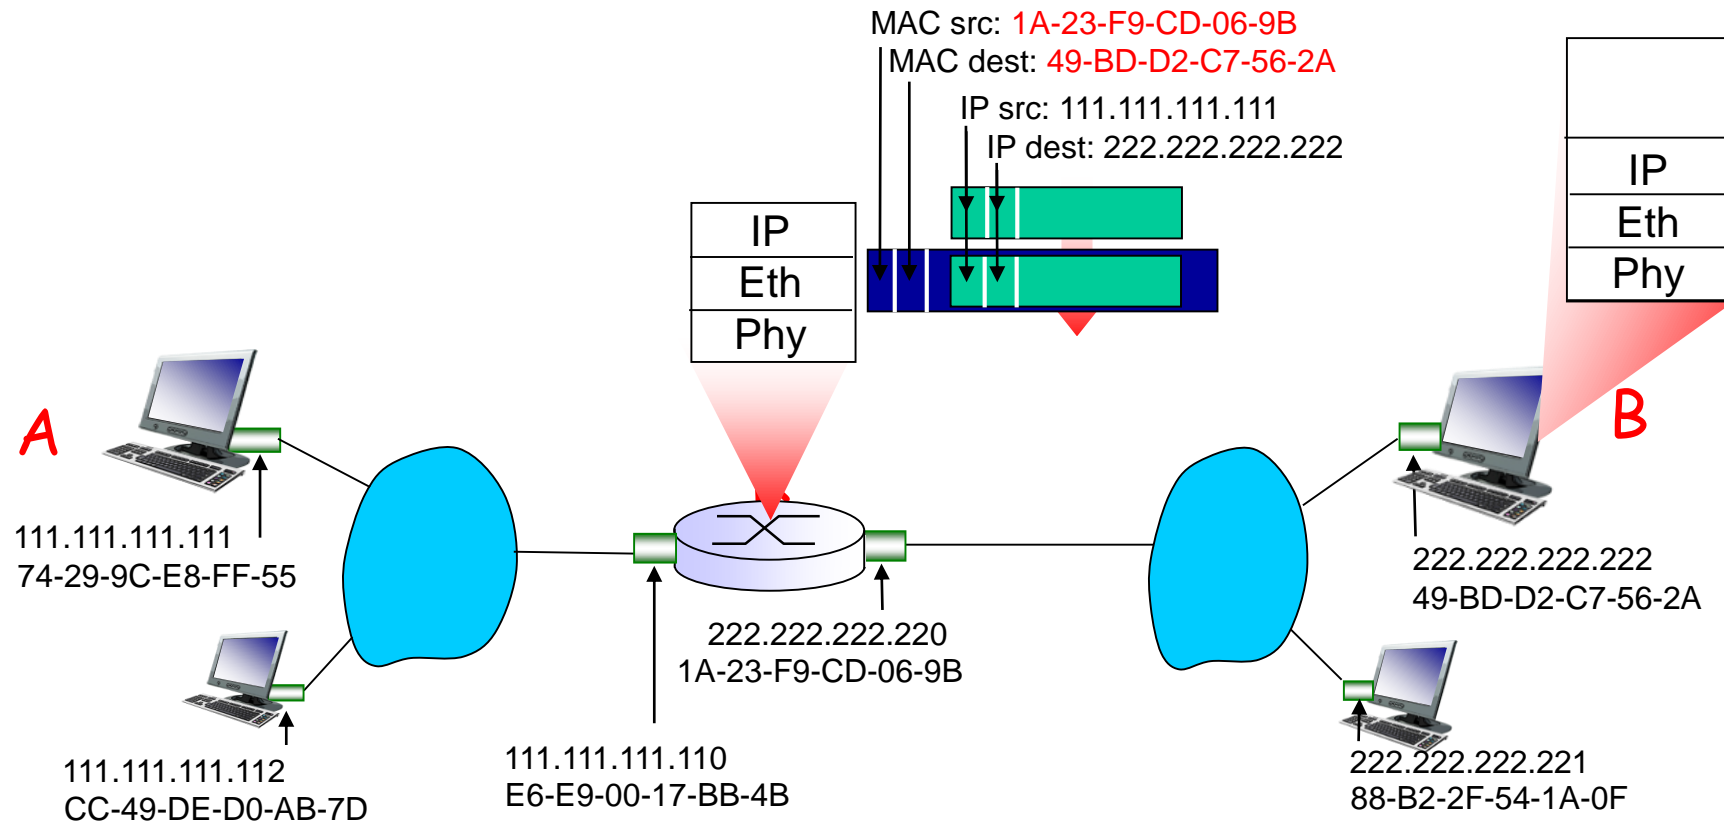 MAC src: 1A-23-F9-CD-06-9B
MAC dest: 49-BD-D2-C7-56-2A
IP src: 111.111.111.111
IP dest: 222.222.222.222
IP
Eth
Phy
IP
Eth
Phy
A
B
111.111.111.111
74-29-9C-E8-FF-55
222.222.222.222
49-BD-D2-C7-56-2A
222.222.222.220
1A-23-F9-CD-06-9B
111.111.111.112
CC-49-DE-D0-AB-7D
111.111.111.110
E6-E9-00-17-BB-4B
222.222.222.221
88-B2-2F-54-1A-0F